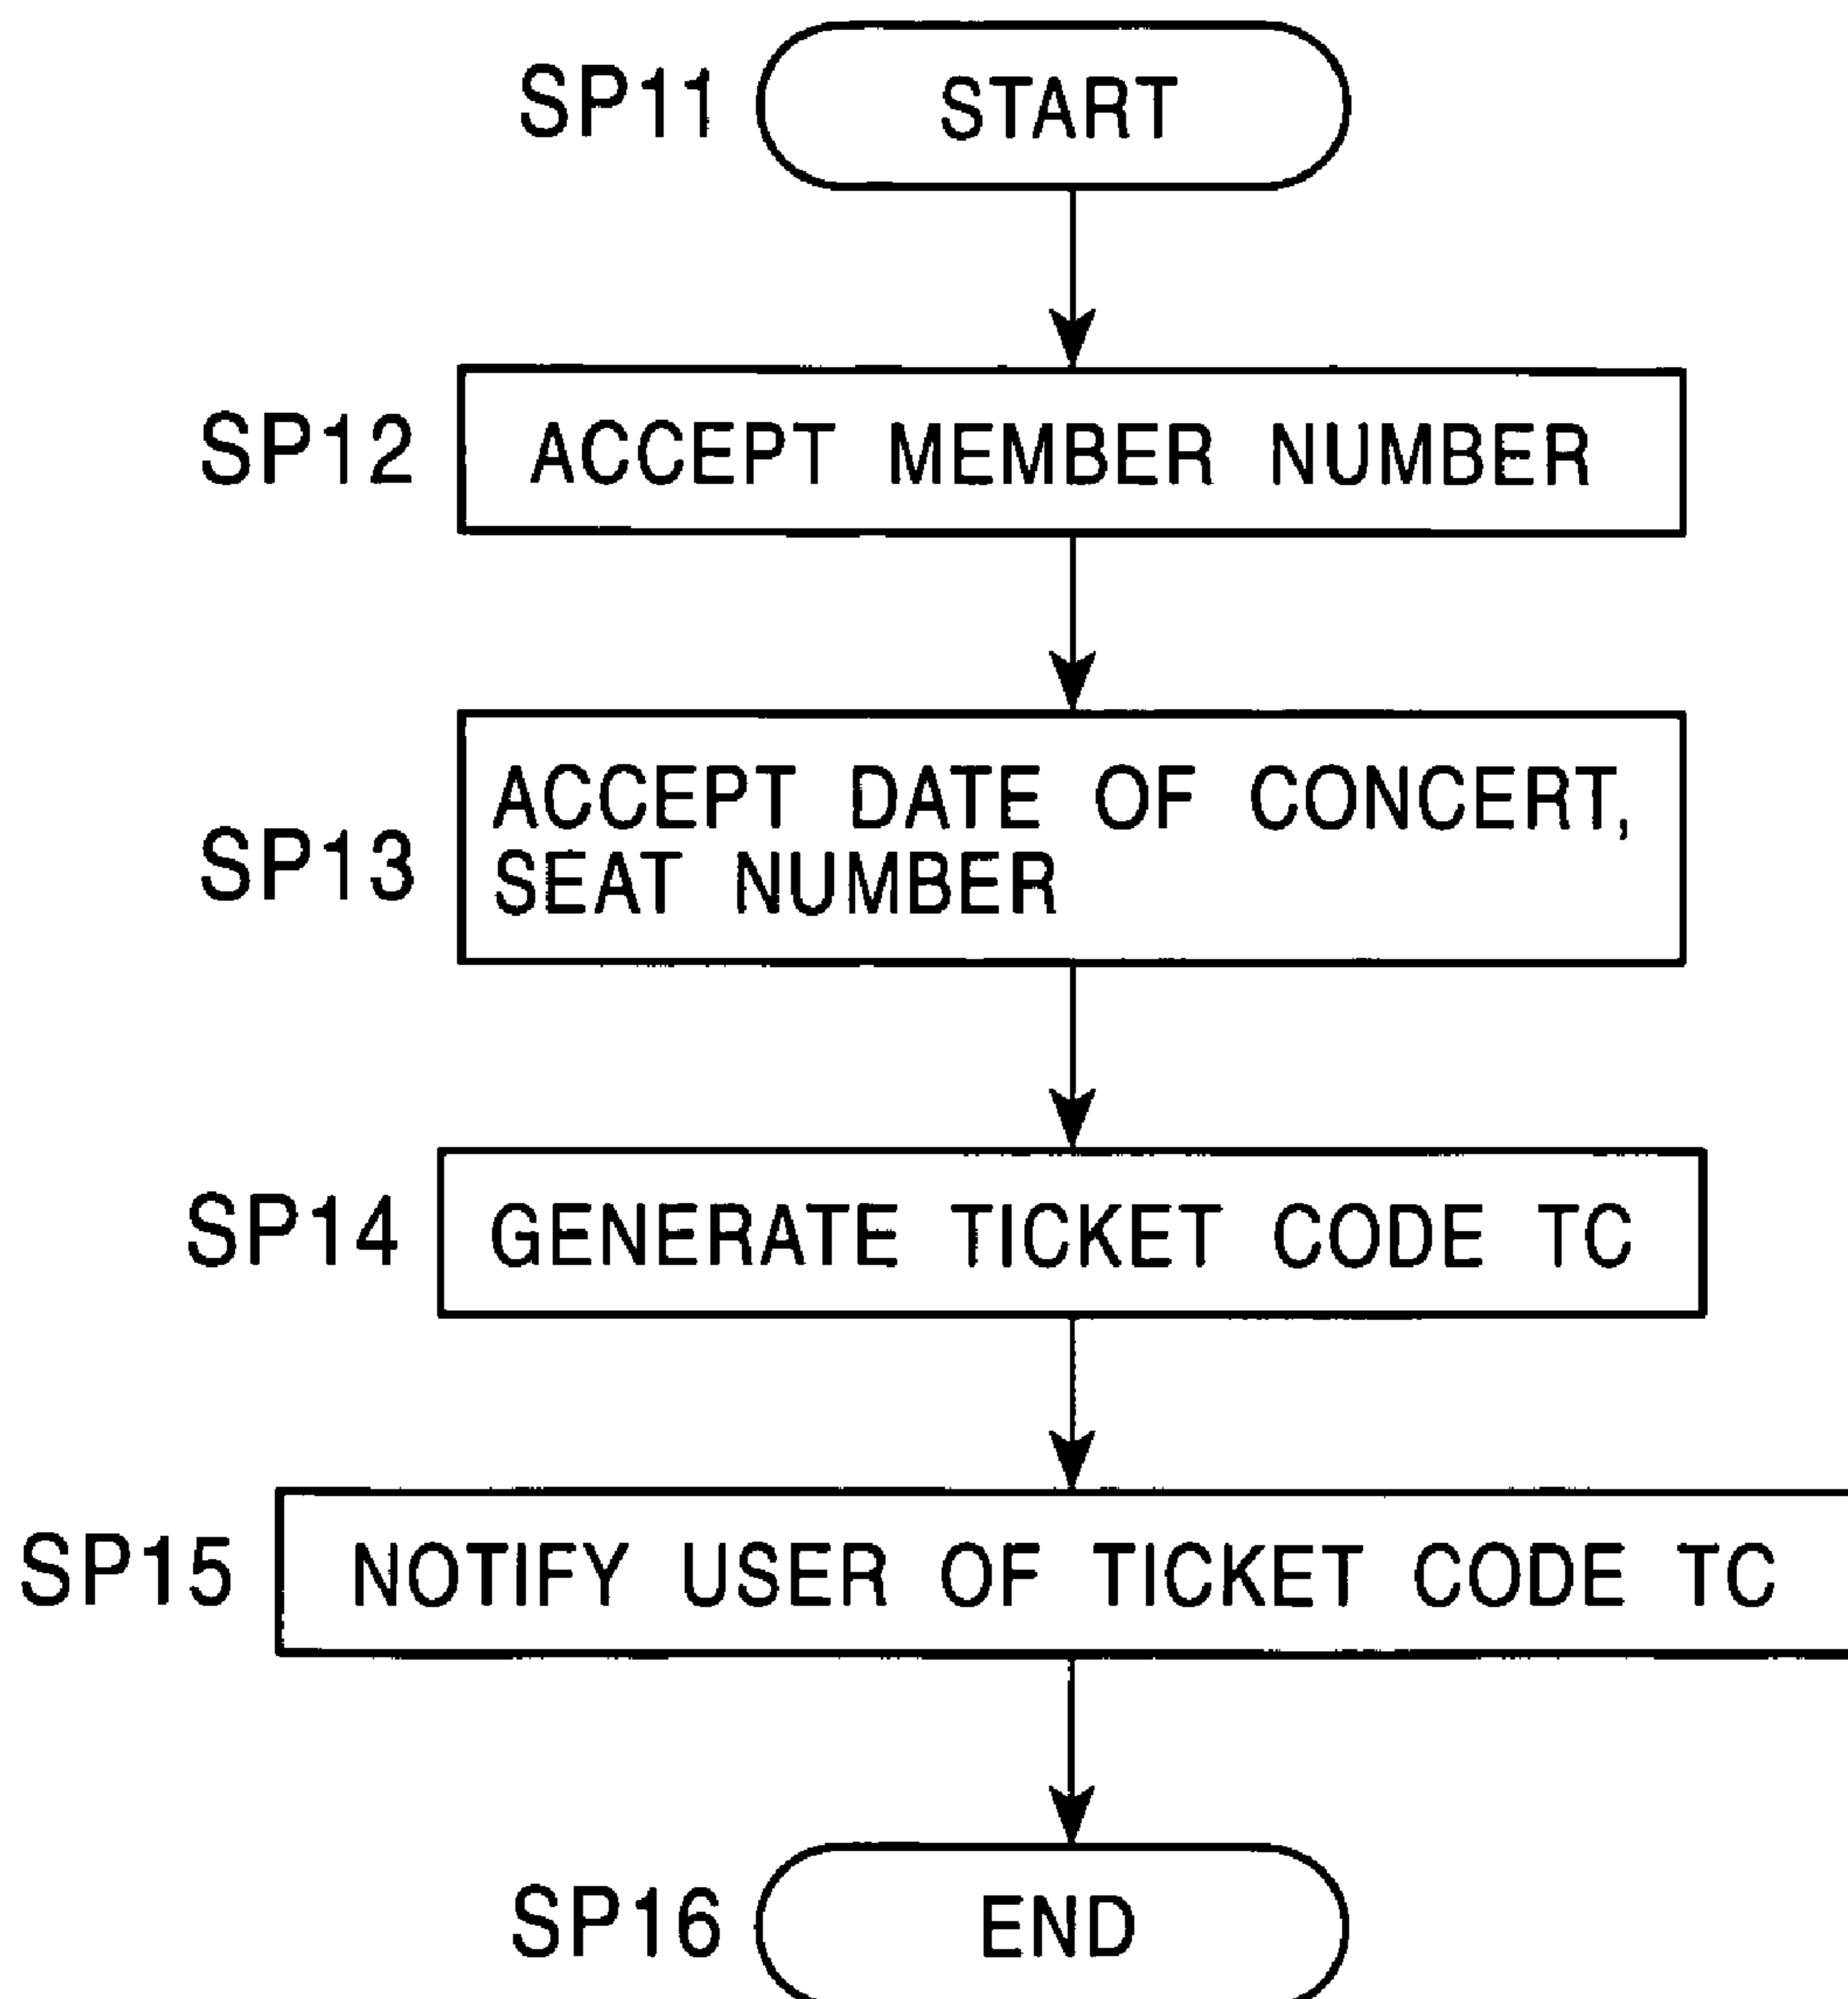 SP11 START
SP12 ACCEPT MEMBER NUMBER
SP13 ACCEPT DATE OF CONCERT,
SEAT NUMBER
SP14 GENERATE TICKET CODE TC
SP15 NOTIFY USER OF TICKET CODE TC
SP16 END